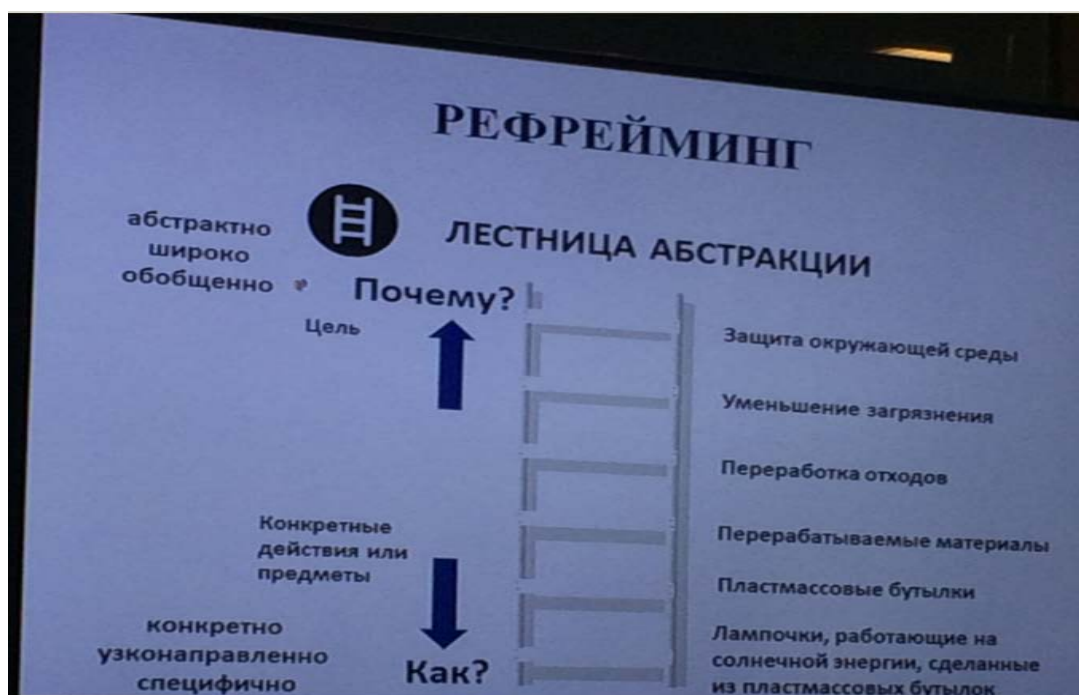 РЕФРЕЙМИНГ
ЛЕСТНИЦА АБСТРАКЦИИ
абстрактно
широко
обобщенно
Почему?
Цель
Защита окружающей среды
Уменьшение загрязнения
Переработка отходов
Перерабатываемые материалы
Пластмассовые бутылки
Лампочки, работающие на
солнечной энергии, сделанные
из пластмассовых бутылок
Конкретные
действия или
предметы
Как?
конкретно
узконаправленно
специфично